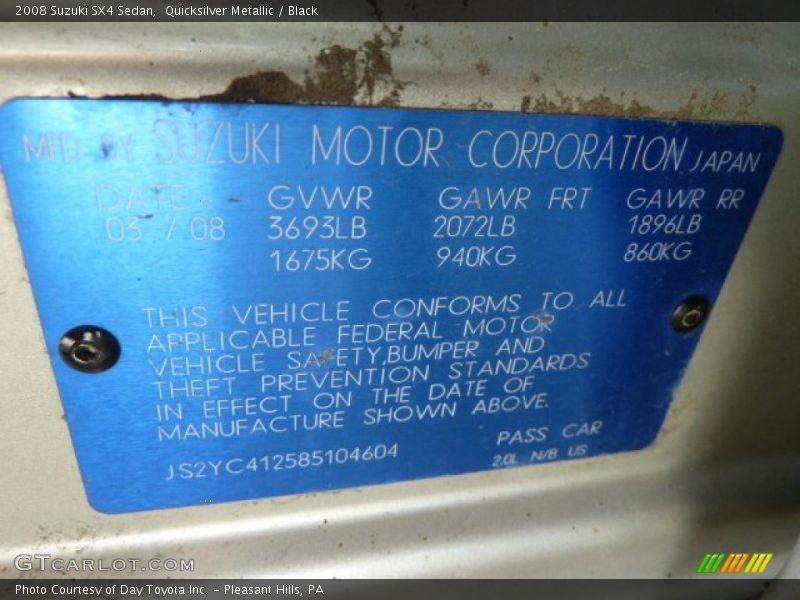 2008 Suzuki SX4 Sedan, Quicksilver Metallic / Black
MFD BY SUZUKI MOTOR CORPORATION JAPAN
DATE GVWR GAWR FRT GAWR RR
03 / 08 3693LB 2072LB 1896LB
1675KG 940KG 860KG
THIS VEHICLE CONFORMS TO ALL
APPLICABLE FEDERAL MOTOR
VEHICLE SAFETY,BUMPER AND
THEFT PREVENTION STANDARDS
IN EFFECT ON THE DATE OF
MANUFACTURE SHOWN ABOVE.
JS2YC412585104604 PASS CAR
2.0L N/B US
GTCARLOT.COM
Photo Courtesy of Day Toyota Inc. - Pleasant Hills, PA